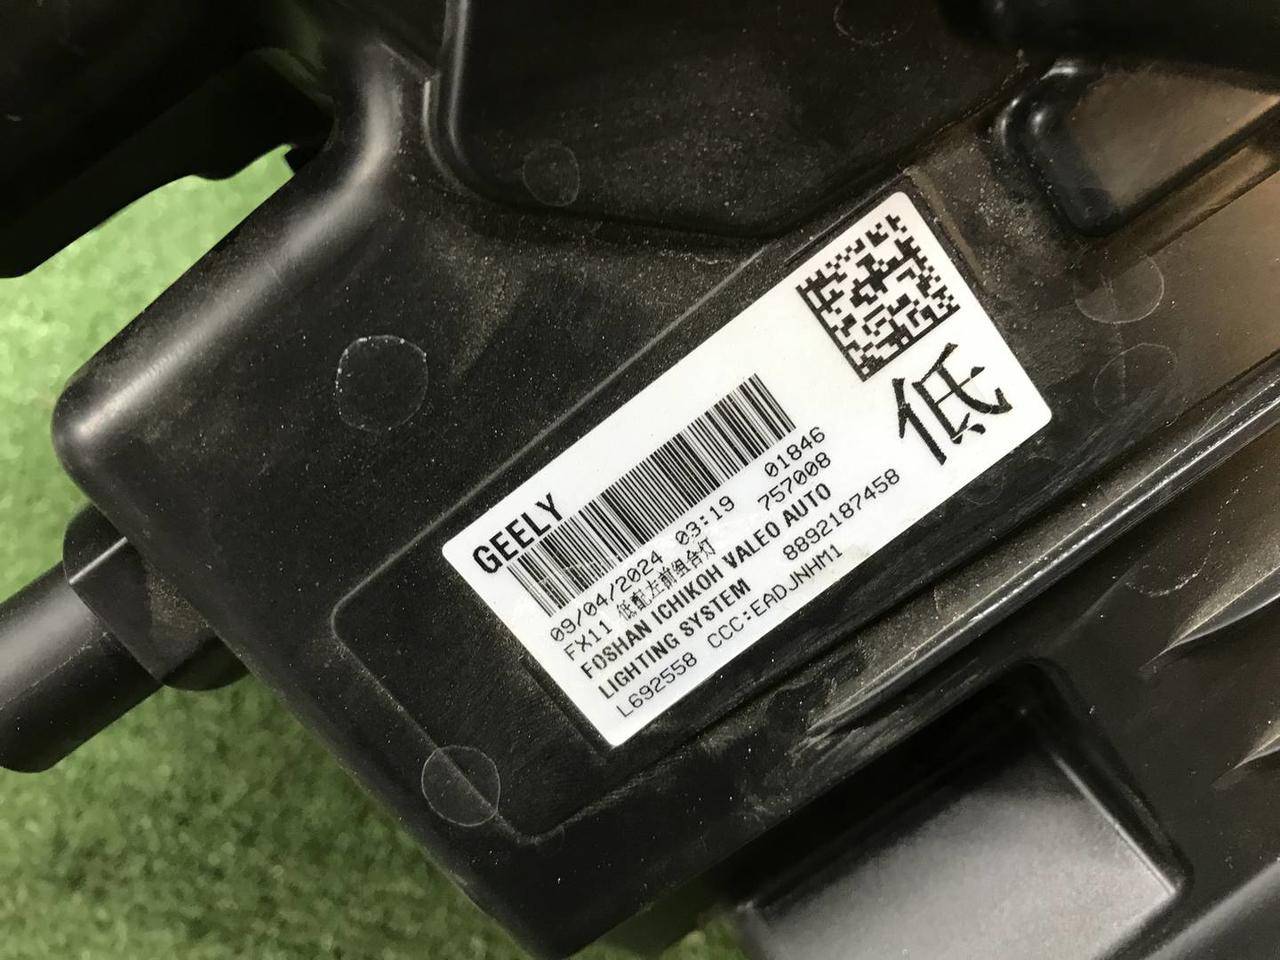 GEELY
09/04/2024 03:19 01846
FX11 低配左前组合灯 757008
FOSHAN ICHIKOH VALEO AUTO
LIGHTING SYSTEM 8892187458
L692558 CCC:EADJNHM1
低